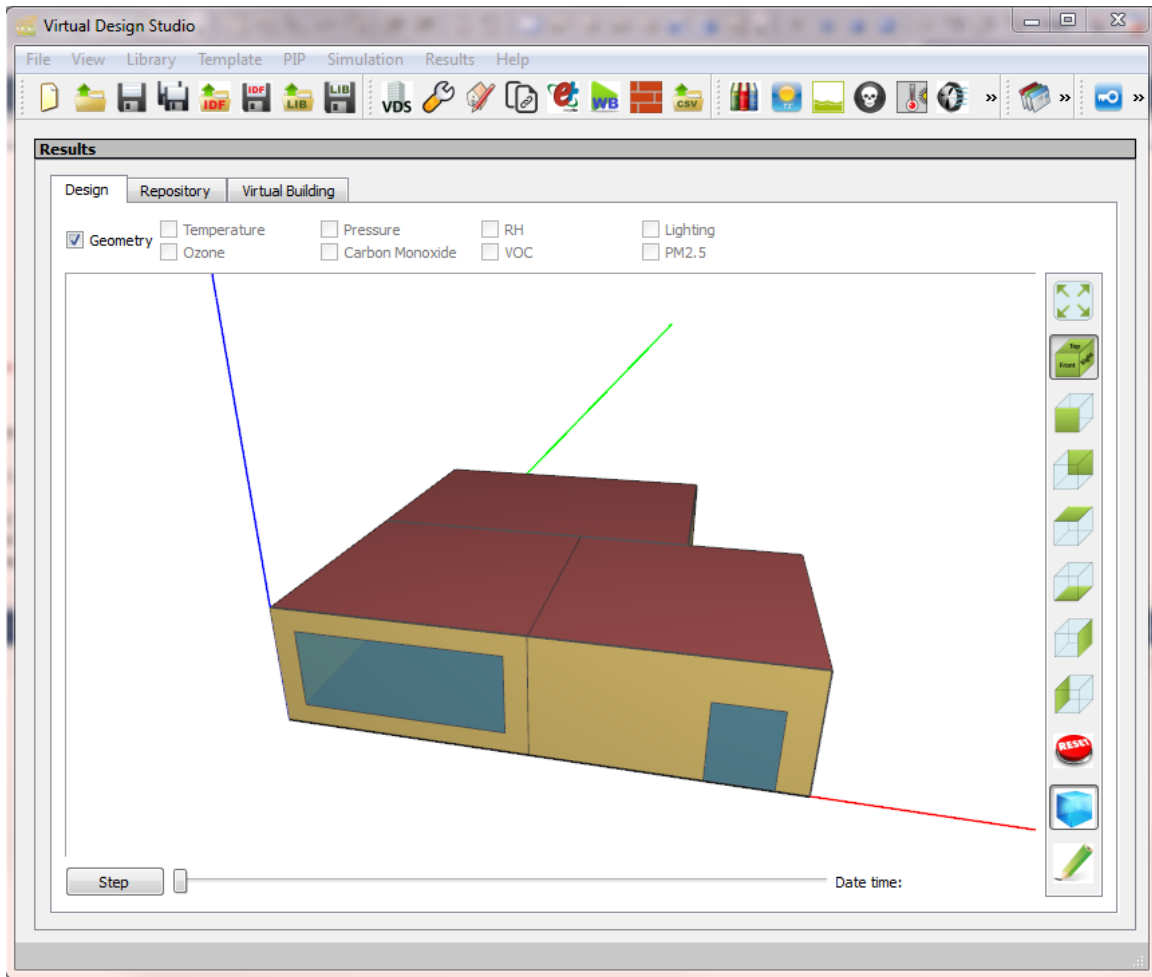 Virtual Design Studio
File View Library Template PIP Simulation Results Help
IDF IDF LIB LIB VDS WB CSV » » »
Results
Design Repository Virtual Building
Geometry Temperature Pressure RH Lighting
Ozone Carbon Monoxide VOC PM2.5
Top
Front Right
RESET
Step Date time: